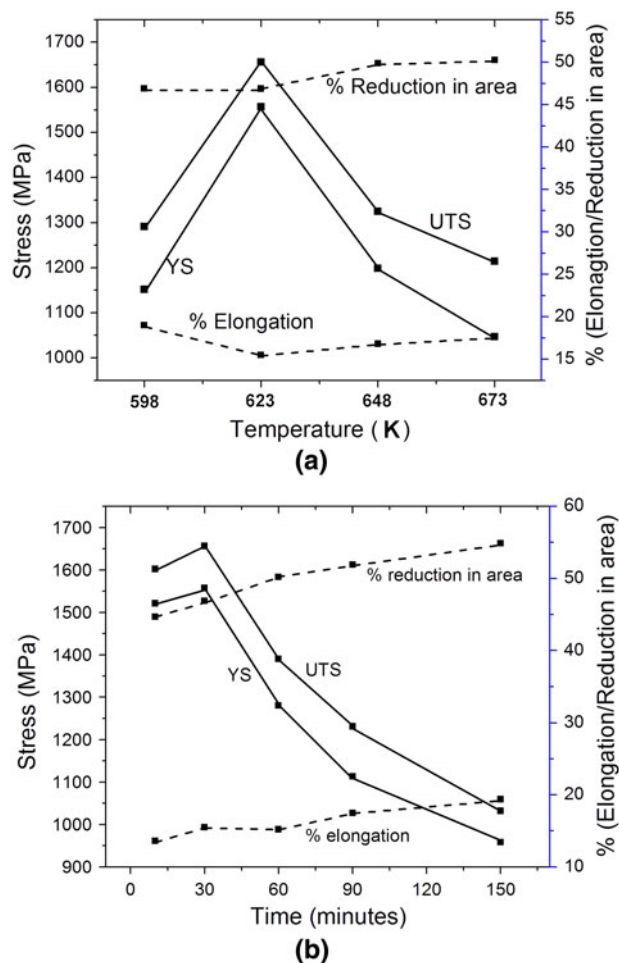 1700
1600
1500
1400
1300
1200
1100
1000
Stress (MPa)
55
50
45
40
35
30
25
20
15
% (Elonagtion/Reduction in area)
% Reduction in area
UTS
YS
% Elongation
598
623
648
673
Temperature ( K)
(a)
1700
1600
1500
1400
1300
1200
1100
1000
900
Stress (MPa)
60
50
40
30
20
10
% (Elongation/Reduction in area)
% reduction in area
UTS
YS
% elongation
0
30
60
90
120
150
Time (minutes)
(b)